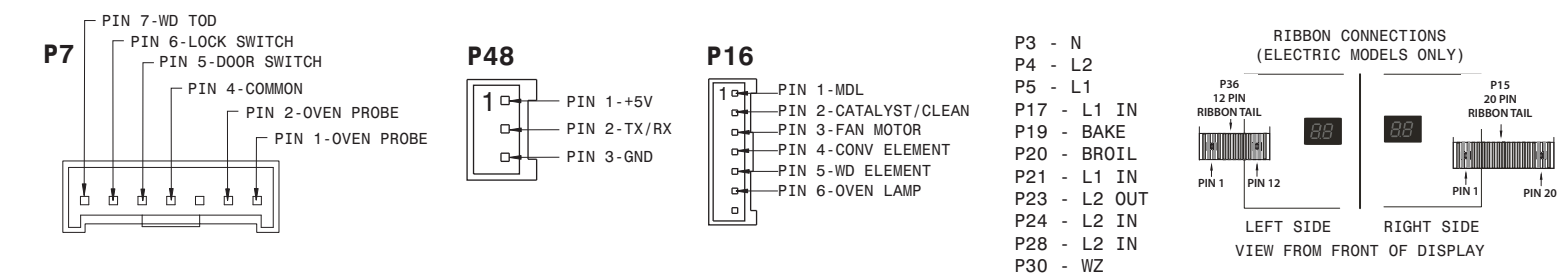 P7
PIN 7-WD TOD
PIN 6-LOCK SWITCH
PIN 5-DOOR SWITCH
PIN 4-COMMON
PIN 2-OVEN PROBE
PIN 1-OVEN PROBE
P48
1
PIN 1-+5V
PIN 2-TX/RX
PIN 3-GND
P16
1
PIN 1-MDL
PIN 2-CATALYST/CLEAN
PIN 3-FAN MOTOR
PIN 4-CONV ELEMENT
PIN 5-WD ELEMENT
PIN 6-OVEN LAMP
P3 - N
P4 - L2
P5 - L1
P17 - L1 IN
P19 - BAKE
P20 - BROIL
P21 - L1 IN
P23 - L2 OUT
P24 - L2 IN
P28 - L2 IN
P30 - WZ
RIBBON CONNECTIONS
(ELECTRIC MODELS ONLY)
P36
12 PIN
RIBBON TAIL
88
PIN 1
PIN 12
LEFT SIDE
P15
20 PIN
RIBBON TAIL
88
PIN 1
PIN 20
RIGHT SIDE
VIEW FROM FRONT OF DISPLAY